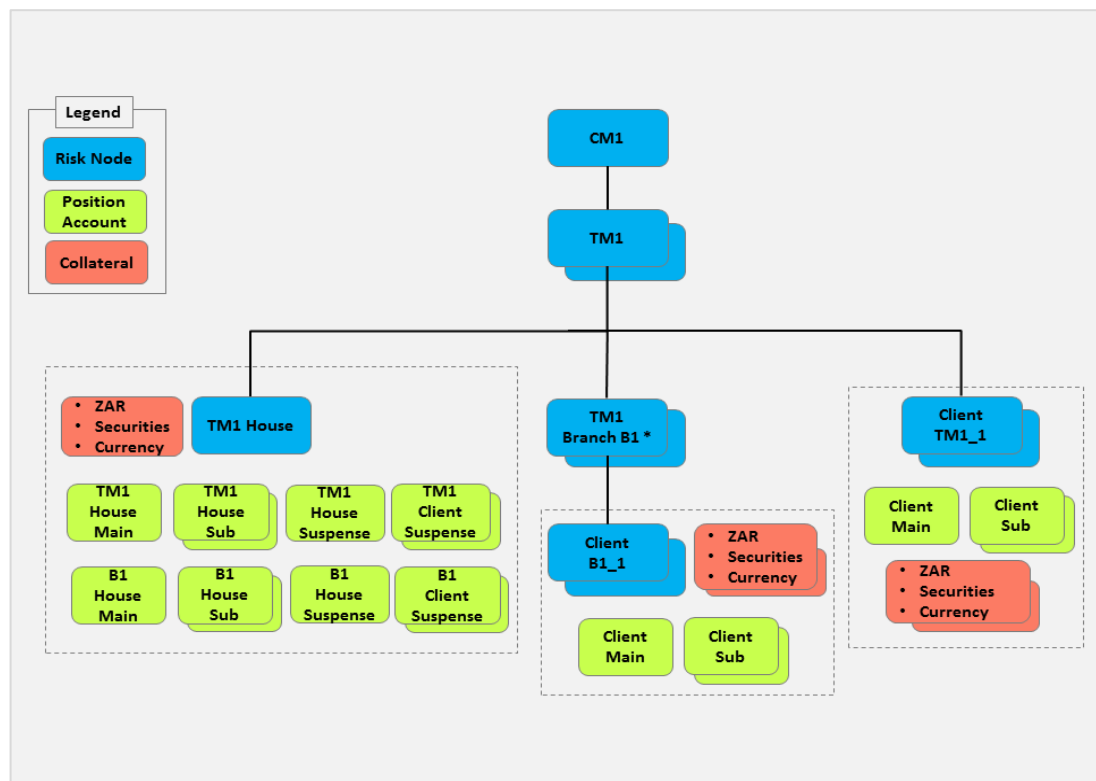 Legend
Risk Node
Position
Account
Collateral
CM1
TM1
• ZAR
• Securities
• Currency
TM1 House
TM1
House
Main
TM1
House
Sub
TM1
House
Suspense
TM1
Client
Suspense
B1
House
Main
B1
House
Sub
B1
House
Suspense
B1
Client
Suspense
TM1
Branch B1 *
Client
B1_1
• ZAR
• Securities
• Currency
Client
Main
Client
Sub
Client
TM1_1
Client
Main
Client
Sub
• ZAR
• Securities
• Currency